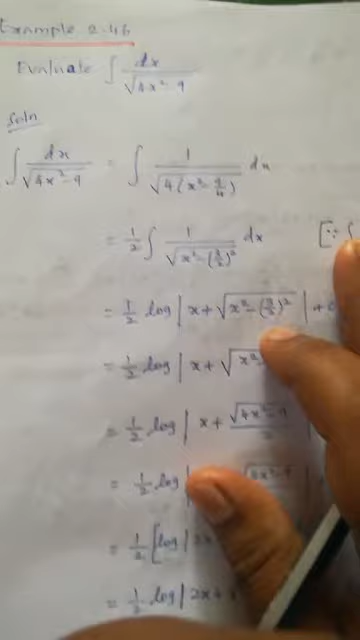 Example 2.46
Evaluate ∫ dx / √(4x² - 9)
Soln
∫ dx / √(4x² - 9) = ∫ 1 / √(4(x² - 9/4)) dx
= 1/2 ∫ 1 / √(x² - (3/2)²) dx [∵ ∫
= 1/2 log | x + √(x² - (3/2)²) | +
= 1/2 log | x + √(x²
= 1/2 log | x + √(4x² - 9) / 2 |
= 1/2 log | √(4x² - 9)
= 1/2 [log |
= 1/2 log | 2x +